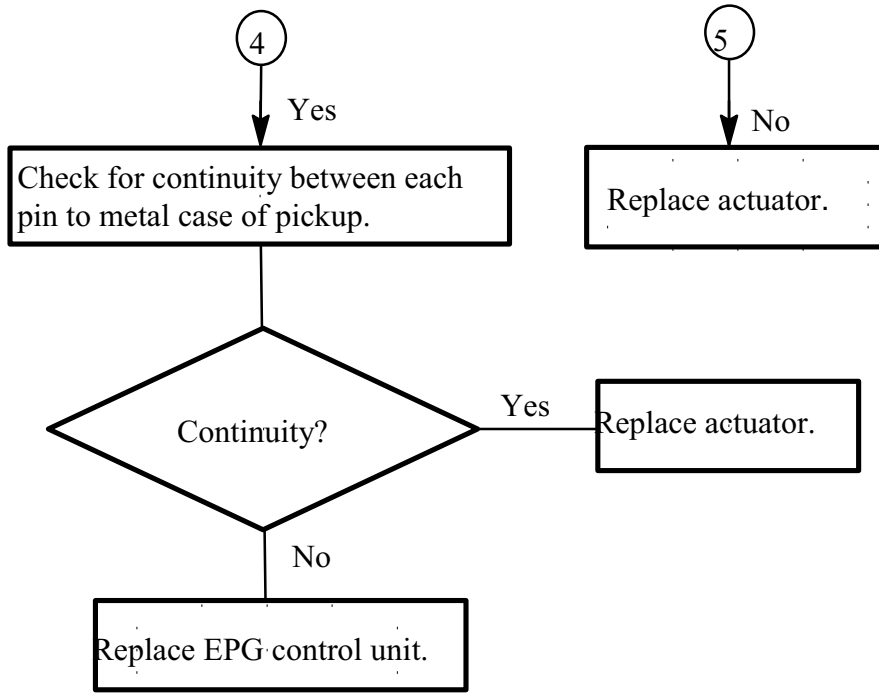 4
Yes
Check for continuity between each
pin to metal case of pickup.
Continuity?
Yes
Replace actuator.
No
Replace EPG control unit.
5
No
Replace actuator.